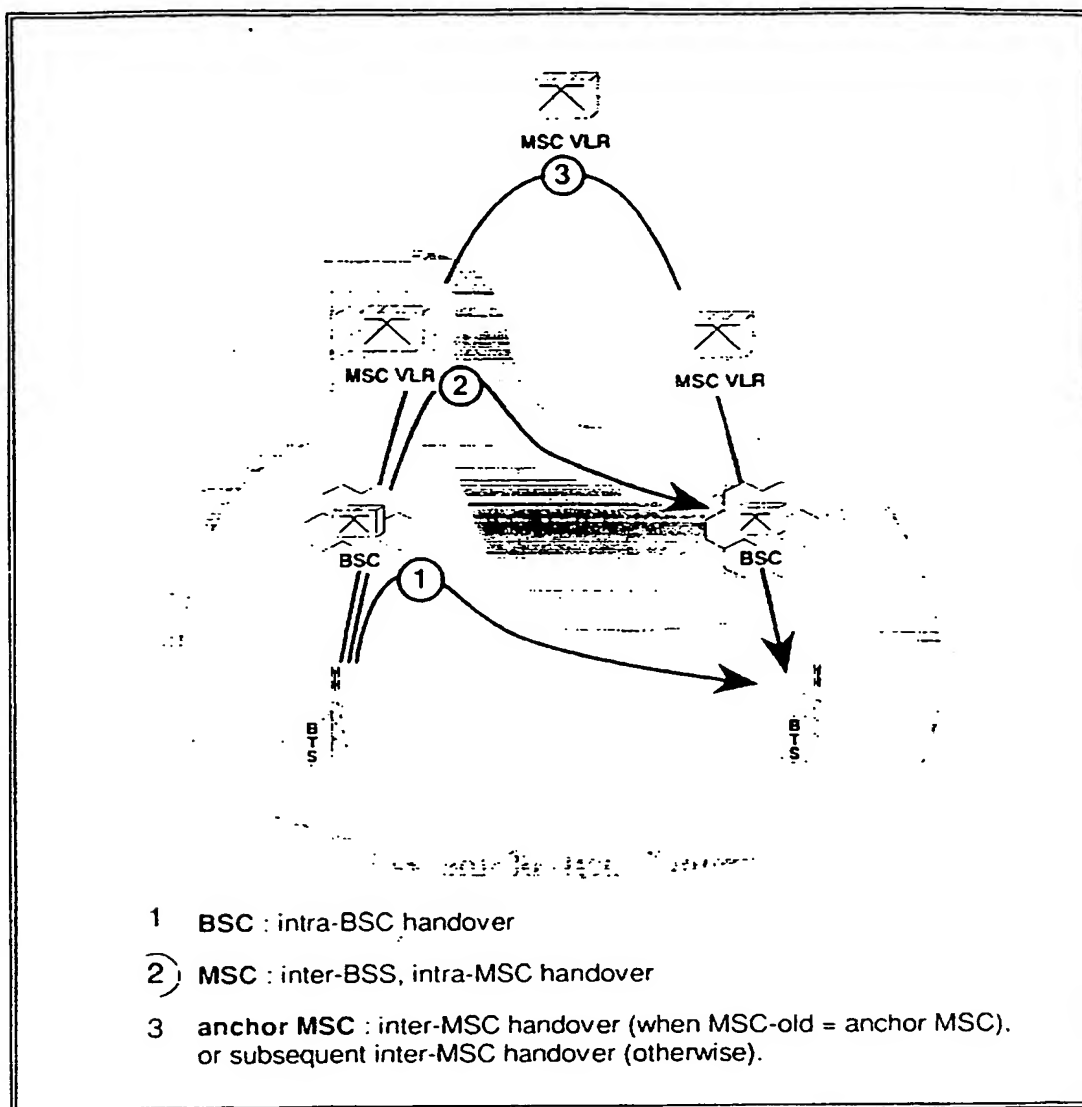 MSC VLR
3
MSC VLR
2
MSC VLR
BSC
BSC
1
BTS
BTS
1 BSC : intra-BSC handover
2 MSC : inter-BSS, intra-MSC handover
3 anchor MSC : inter-MSC handover (when MSC-old = anchor MSC).
or subsequent inter-MSC handover (otherwise).